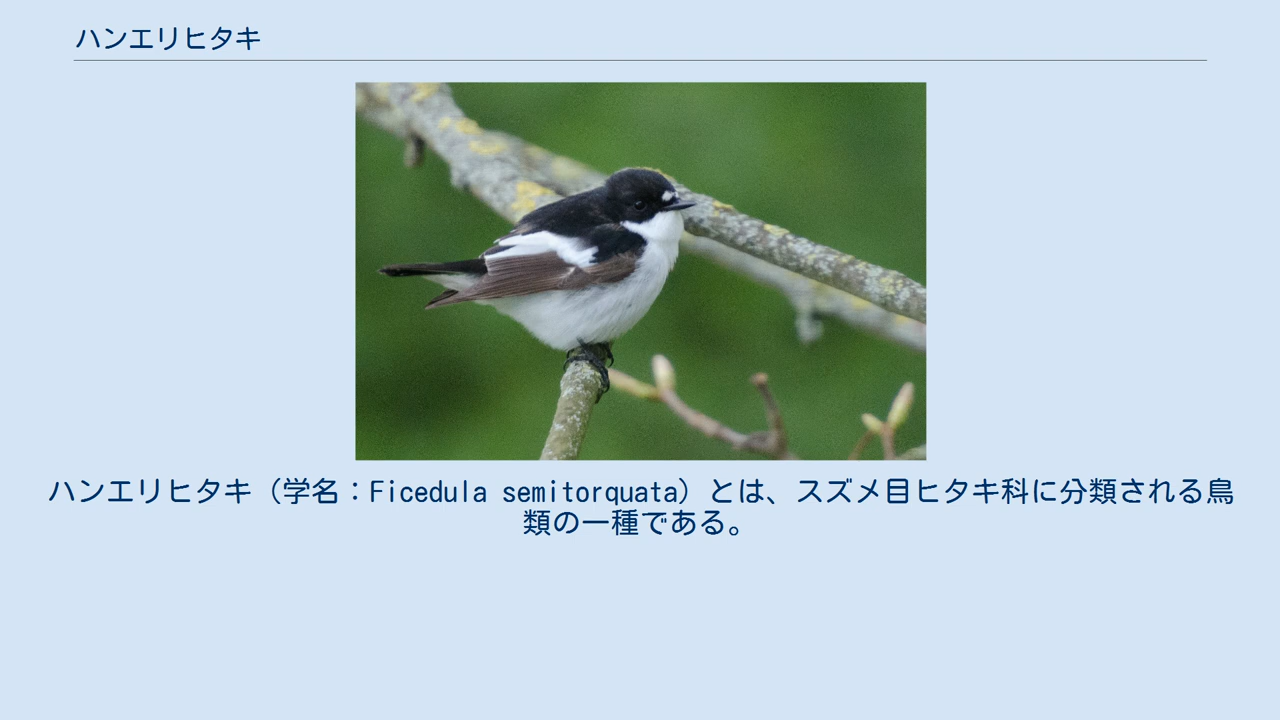 ハンエリヒタキ
ハンエリヒタキ（学名：Ficedula semitorquata）とは、スズメ目ヒタキ科に分類される鳥
類の一種である。